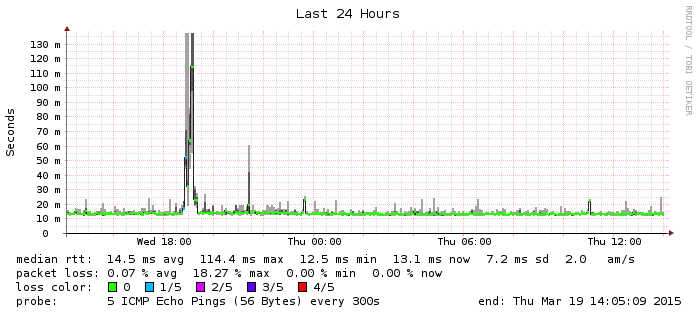 Last 24 Hours
RRDTOOL / TOBI OETIKER
Seconds
130 m
120 m
110 m
100 m
90 m
80 m
70 m
60 m
50 m
40 m
30 m
20 m
10 m
0
Wed 18:00 Thu 00:00 Thu 06:00 Thu 12:00
median rtt: 14.5 ms avg 114.4 ms max 12.5 ms min 13.1 ms now 7.2 ms sd 2.0 am/s
packet loss: 0.07 % avg 18.27 % max 0.00 % min 0.00 % now
loss color: 0 1/5 2/5 3/5 4/5
probe: 5 ICMP Echo Pings (56 Bytes) every 300s end: Thu Mar 19 14:05:09 2015